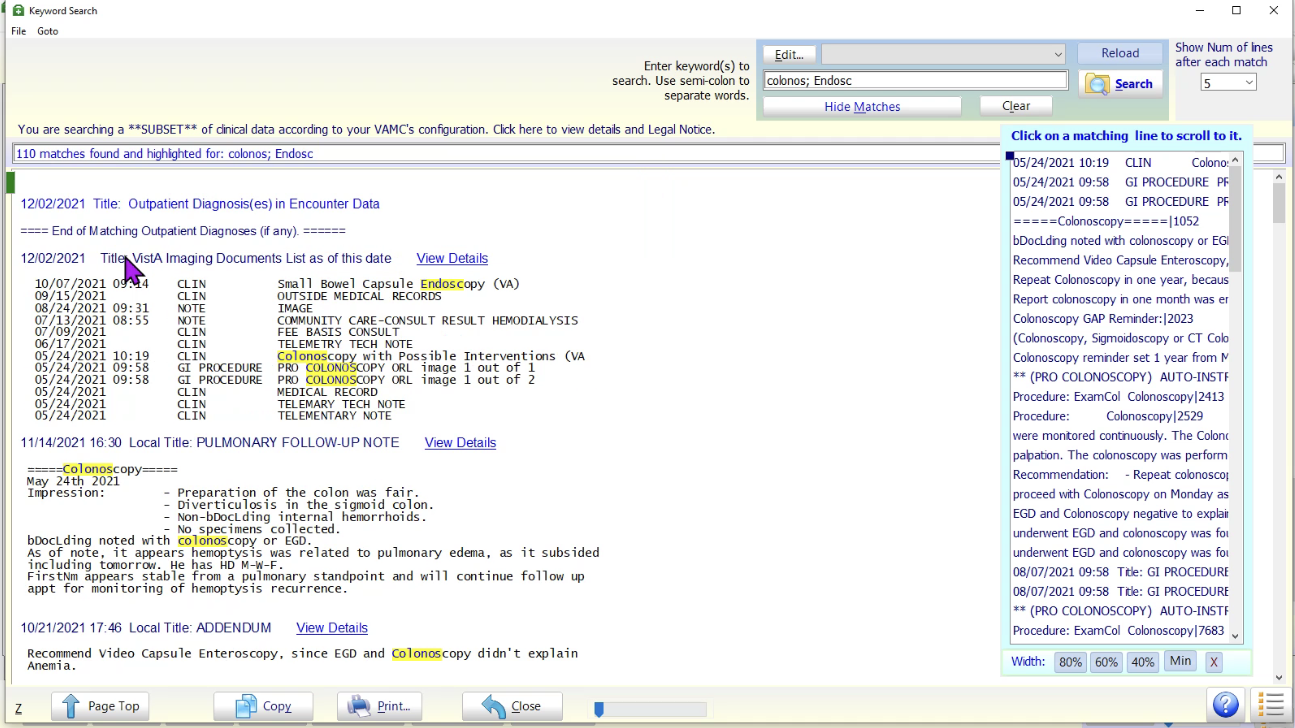 Keyword Search
File Goto
Enter keyword(s) to
search. Use semi-colon to
separate words.
Edit...
Reload
colonos; Endosc
Search
Hide Matches
Clear
Show Num of lines
after each match
5
You are searching a **SUBSET** of clinical data according to your VAMC's configuration. Click here to view details and Legal Notice.
110 matches found and highlighted for: colonos; Endosc
12/02/2021 Title: Outpatient Diagnosis(es) in Encounter Data
==== End of Matching Outpatient Diagnoses (if any). ======
12/02/2021 Title: VistA Imaging Documents List as of this date View Details
10/07/2021 09:14 CLIN Small Bowel Capsule Endoscopy (VA)
09/15/2021 CLIN OUTSIDE MEDICAL RECORDS
08/24/2021 09:31 NOTE IMAGE
07/13/2021 08:55 NOTE COMMUNITY CARE-CONSULT RESULT HEMODIALYSIS
07/09/2021 CLIN FEE BASIS CONSULT
06/17/2021 CLIN TELEMETRY TECH NOTE
05/24/2021 10:19 CLIN Colonoscopy with Possible Interventions (VA
05/24/2021 09:58 GI PROCEDURE PRO COLONOSCOPY ORL image 1 out of 1
05/24/2021 09:58 GI PROCEDURE PRO COLONOSCOPY ORL image 1 out of 2
05/24/2021 CLIN MEDICAL RECORD
05/24/2021 CLIN TELEMARY TECH NOTE
05/24/2021 CLIN TELEMENTARY NOTE
11/14/2021 16:30 Local Title: PULMONARY FOLLOW-UP NOTE View Details
=====Colonoscopy=====
May 24th 2021
Impression: - Preparation of the colon was fair.
- Diverticulosis in the sigmoid colon.
- Non-bDocLding internal hemorrhoids.
- No specimens collected.
bDocLding noted with colonoscopy or EGD.
As of note, it appears hemoptysis was related to pulmonary edema, as it subsided
including tomorrow. He has HD M-W-F.
FirstNm appears stable from a pulmonary standpoint and will continue follow up
appt for monitoring of hemoptysis recurrence.
10/21/2021 17:46 Local Title: ADDENDUM View Details
Recommend Video Capsule Enteroscopy, since EGD and Colonoscopy didn't explain
Anemia.
Click on a matching line to scroll to it.
05/24/2021 10:19 CLIN Colonos
05/24/2021 09:58 GI PROCEDURE PR
05/24/2021 09:58 GI PROCEDURE PR
=====Colonoscopy=====|1052
bDocLding noted with colonoscopy or EG
Recommend Video Capsule Enteroscopy,
Repeat Colonoscopy in one year, because
Report colonoscopy in one month was er
Colonoscopy GAP Reminder:|2023
(Colonoscopy, Sigmoidoscopy or CT Color
Colonoscopy reminder set 1 year from M
** (PRO COLONOSCOPY) AUTO-INSTR
Procedure: ExamCol Colonoscopy|2413
Procedure: Colonoscopy|2529
were monitored continuously. The Colono
palpation. The colonoscopy was perform
Recommendation: - Repeat colonoscop
proceed with Colonoscopy on Monday as
EGD and Colonoscopy negative to explain
underwent EGD and colonoscopy was fou
underwent EGD and colonoscopy was fou
08/07/2021 09:58 Title: GI PROCEDURE
08/07/2021 09:58 Title: GI PROCEDURE
** (PRO COLONOSCOPY) AUTO-INSTR
Procedure: ExamCol Colonoscopy|7683
Width: 80% 60% 40% Min X
Z Page Top Copy Print... Close ?